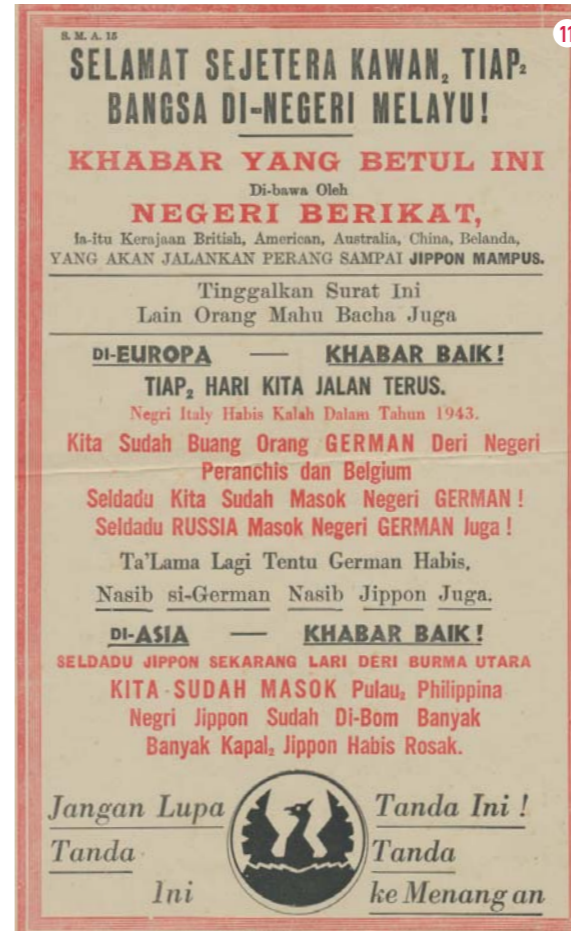 11
S. M. A. 15
SELAMAT SEJETERA KAWAN₂ TIAP₂
BANGSA DI-NEGERI MELAYU!
KHABAR YANG BETUL INI
Di-bawa Oleh
NEGERI BERIKAT,
Ia-itu Kerajaan British, American, Australia, China, Belanda,
YANG AKAN JALANKAN PERANG SAMPAI JIPPON MAMPUS.
Tinggalkan Surat Ini
Lain Orang Mahu Bacha Juga
DI-EUROPA — KHABAR BAIK!
TIAP₂ HARI KITA JALAN TERUS.
Negri Italy Habis Kalah Dalam Tahun 1943.
Kita Sudah Buang Orang GERMAN Deri Negeri
Peranchis dan Belgium
Seldadu Kita Sudah Masok Negeri GERMAN!
Seldadu RUSSIA Masok Negeri GERMAN Juga!
Ta'Lama Lagi Tentu German Habis,
Nasib si-German Nasib Jippon Juga.
DI-ASIA — KHABAR BAIK!
SELDADU JIPPON SEKARANG LARI DERI BURMA UTARA
KITA SUDAH MASOK Pulau₂ Philippina
Negri Jippon Sudah Di-Bom Banyak
Banyak Kapal₂ Jippon Habis Rosak.
Jangan Lupa Tanda Ini!
Tanda Tanda
Ini ke Menangan